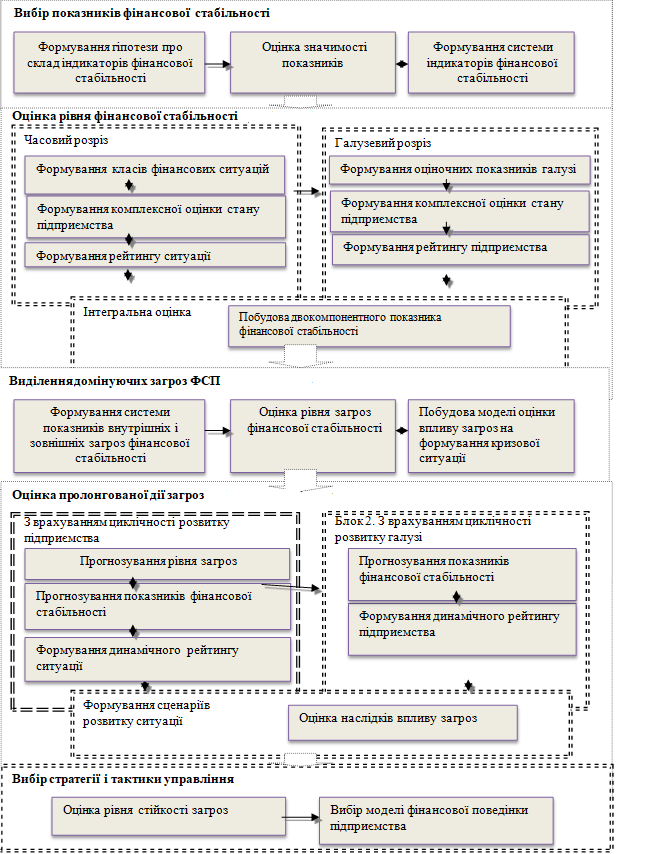 Вибір показників фінансової стабільності
Формування гіпотези про
склад індикаторів фінансової
стабільності
Оцінка значимості
показників
Формування системи
індикаторів фінансової
стабільності
Оцінка рівня фінансової стабільності
Часовий розріз
Формування класів фінансових ситуацій
Формування комплексної оцінки стану
підприємства
Формування рейтингу ситуації
Галузевий розріз
Формування оціночних показників галузі
Формування комплексної оцінки стану
підприємства
Формування рейтингу підприємства
Інтегральна оцінка
Побудова двокомпонентного показника
фінансової стабільності
Виділення домінуючих загроз ФСП
Формування системи
показників внутрішніх і
зовнішніх загроз фінансової
стабільності
Оцінка рівня загроз
фінансової стабільності
Побудова моделі оцінки
впливу загроз на
формування кризової
ситуації
Оцінка пролонгованої дії загроз
З врахуванням циклічності розвитку
підприємства
Прогнозування рівня загроз
Прогнозування показників фінансової
стабільності
Формування динамічного рейтингу
ситуації
Блок 2. З врахуванням циклічності
розвитку галузі
Прогнозування показників
фінансової стабільності
Формування динамічного рейтингу
підприємства
Формування сценаріїв
розвитку ситуації
Оцінка наслідків впливу загроз
Вибір стратегії і тактики управління
Оцінка рівня стійкості загроз
Вибір моделі фінансової поведінки
підприємства